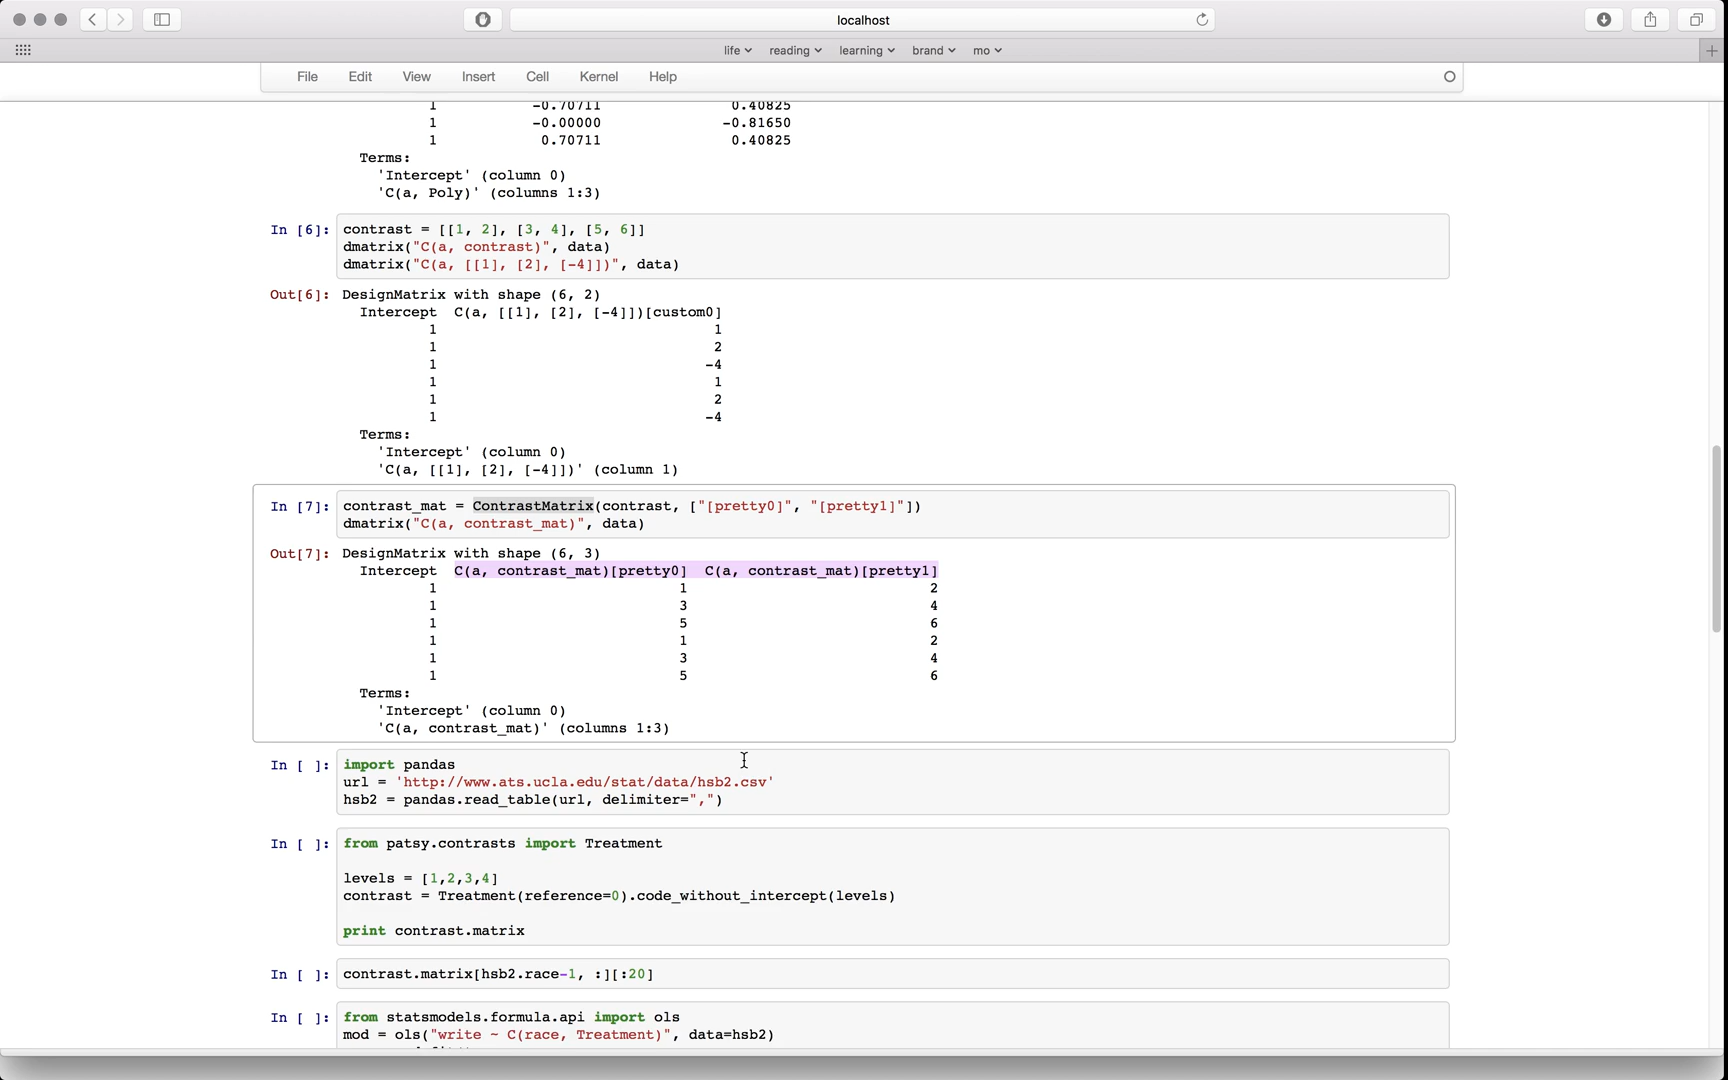 localhost
life reading learning brand mo
File Edit View Insert Cell Kernel Help
1 -0.70711 0.40825
1 -0.00000 -0.81650
1 0.70711 0.40825
Terms:
'Intercept' (column 0)
'C(a, Poly)' (columns 1:3)
In [6]: contrast = [[1, 2], [3, 4], [5, 6]]
dmatrix("C(a, contrast)", data)
dmatrix("C(a, [[1], [2], [-4]])", data)
Out[6]: DesignMatrix with shape (6, 2)
Intercept C(a, [[1], [2], [-4]])[custom0]
1 1
1 2
1 -4
1 1
1 2
1 -4
Terms:
'Intercept' (column 0)
'C(a, [[1], [2], [-4]])' (column 1)
In [7]: contrast_mat = ContrastMatrix(contrast, ["[pretty0]", "[pretty1]"])
dmatrix("C(a, contrast_mat)", data)
Out[7]: DesignMatrix with shape (6, 3)
Intercept C(a, contrast_mat)[pretty0] C(a, contrast_mat)[pretty1]
1 1 2
1 3 4
1 5 6
1 1 2
1 3 4
1 5 6
Terms:
'Intercept' (column 0)
'C(a, contrast_mat)' (columns 1:3)
In [ ]: import pandas
url = 'http://www.ats.ucla.edu/stat/data/hsb2.csv'
hsb2 = pandas.read_table(url, delimiter=",")
In [ ]: from patsy.contrasts import Treatment
levels = [1,2,3,4]
contrast = Treatment(reference=0).code_without_intercept(levels)
print contrast.matrix
In [ ]: contrast.matrix[hsb2.race-1, :][:20]
In [ ]: from statsmodels.formula.api import ols
mod = ols("write ~ C(race, Treatment)", data=hsb2)